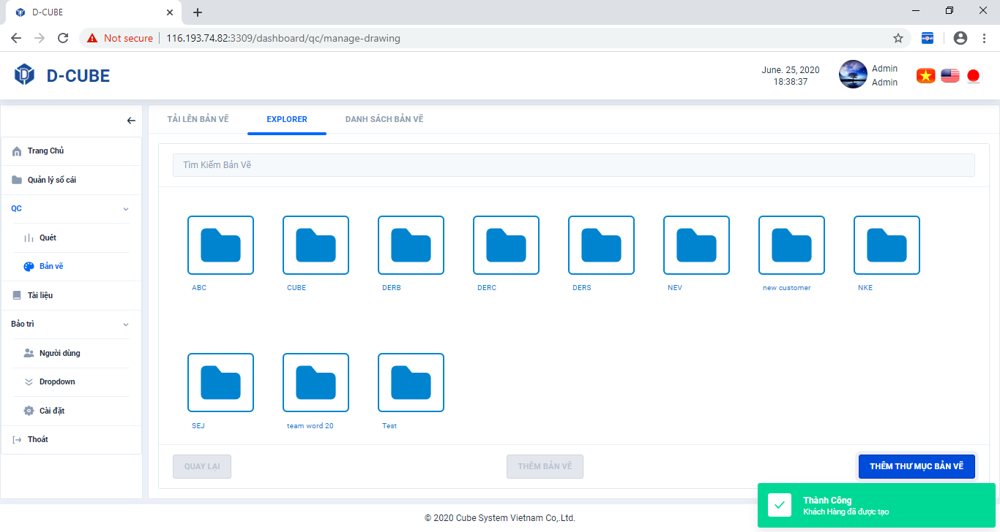 D-CUBE
Not secure | 116.193.74.82:3309/dashboard/qc/manage-drawing
D-CUBE
June. 25, 2020
18:38:37
Admin
Admin
TẢI LÊN BẢN VẼ
EXPLORER
DANH SÁCH BẢN VẼ
Trang Chủ
Quản lý sổ cái
QC
Quét
Bản vẽ
Tài liệu
Bảo trì
Người dùng
Dropdown
Cài đặt
Thoát
Tìm Kiếm Bản Vẽ
ABC
CUBE
DERB
DERC
DERS
NEV
new customer
NKE
SEJ
team word 20
Test
QUAY LẠI
THÊM BẢN VẼ
THÊM THƯ MỤC BẢN VẼ
Thành Công
Khách Hàng đã được tạo
© 2020 Cube System Vietnam Co,.Ltd.